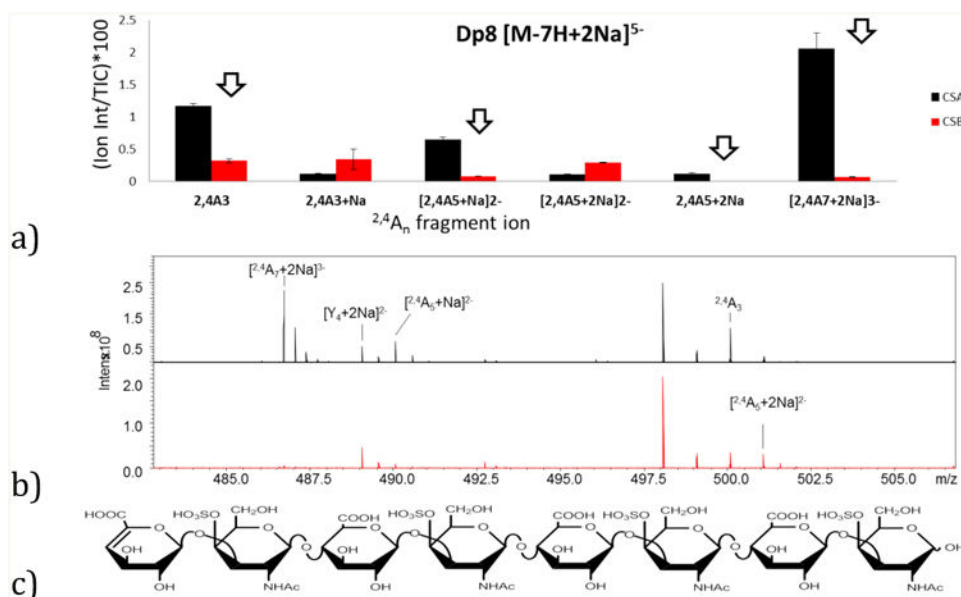 Dp8 [M-7H+2Na]5-
(Ion Int/TIC)*100
2.5
2
1.5
1
0.5
0
CSA
CSB
2,4A3
2,4A3+Na
[2,4A5+Na]2-
[2,4A5+2Na]2-
2,4A5+2Na
[2,4A7+2Na]3-
2,4An fragment ion
a)
[2,4A7+2Na]3-
[Y4+2Na]2-
[2,4A5+Na]2-
2,4A3
2.5
1.5
0.5
Intens.x10^8
[2,4A5+2Na]2-
2.0
1.0
0.0
485.0 487.5 490.0 492.5 495.0 497.5 500.0 502.5 505.0 m/z
b)
HOOC HO3SO CH2OH COOH HO3SO CH2OH COOH HO3SO CH2OH COOH HO3SO CH2OH
O O O O O O O O O O O O O O O
OH OH OH OH OH
OH NHAc OH NHAc OH NHAc OH NHAc
c)